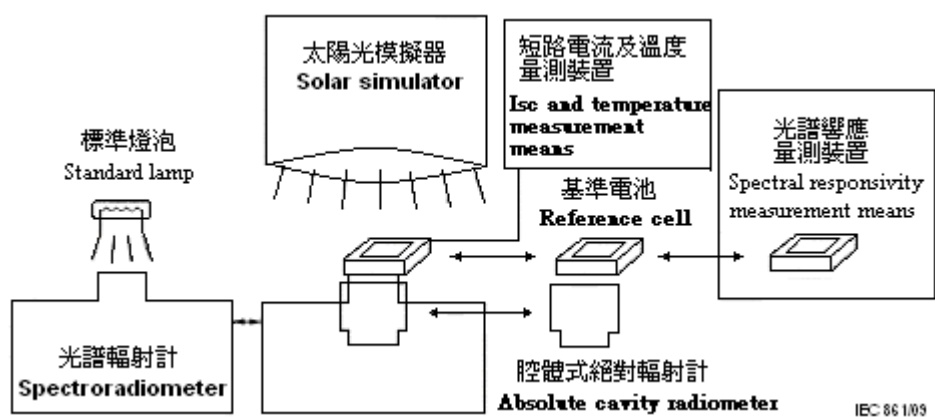 太陽光模擬器
Solar simulator
短路電流及溫度
量測裝置
Isc and temperature
measurement
means
標準燈泡
Standard lamp
基準電池
Reference cell
光譜響應
量測裝置
Spectral responsivity
measurement means
光譜輻射計
Spectroradiometer
腔體式絕對輻射計
Absolute cavity radiometer
IEC 861/09